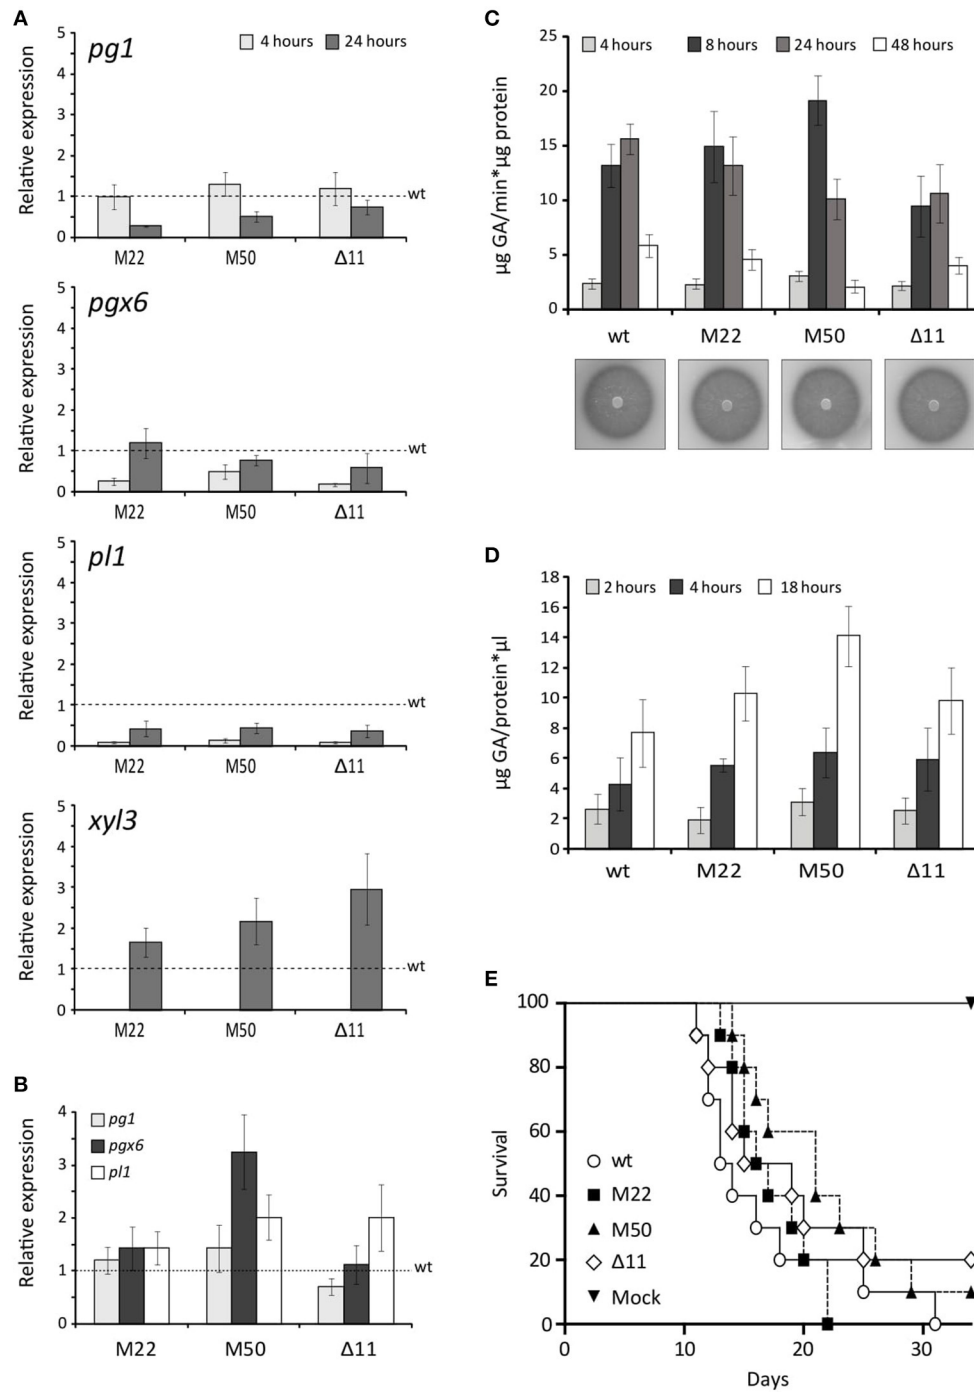 A
pg1
4 hours 24 hours
Relative expression
5
4
3
2
1
0
wt
M22 M50 Δ11
pgx6
Relative expression
5
4
3
2
1
0
wt
M22 M50 Δ11
pl1
Relative expression
5
4
3
2
1
0
wt
M22 M50 Δ11
xyl3
Relative expression
5
4
3
2
1
0
wt
M22 M50 Δ11
B
Relative expression
4
3
2
1
0
pg1
pgx6
pl1
wt
M22 M50 Δ11
C
µg GA/min*µg protein
25
20
15
10
5
0
4 hours 8 hours 24 hours 48 hours
wt M22 M50 Δ11
D
µg GA/protein*µl
18
16
14
12
10
8
6
4
2
0
2 hours 4 hours 18 hours
wt M22 M50 Δ11
E
Survival
100
80
60
40
20
0
wt
M22
M50
Δ11
Mock
0 10 20 30
Days